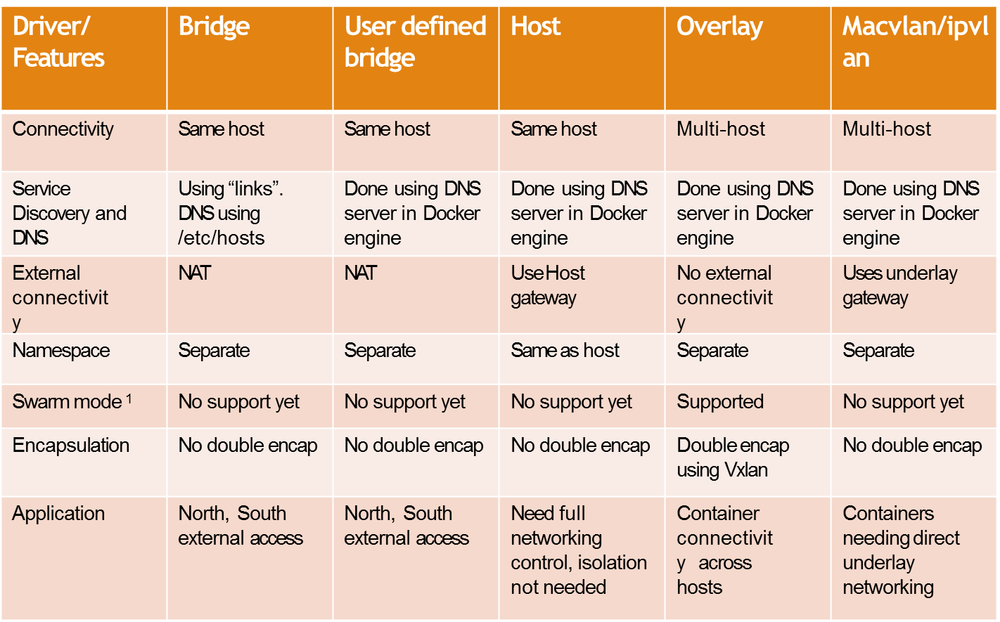 Driver/
Features
Bridge
User defined
bridge
Host
Overlay
Macvlan/ipvl
an
Connectivity
Same host
Same host
Same host
Multi-host
Multi-host
Service
Discovery and
DNS
Using “links”.
DNS using
/etc/hosts
Done using DNS
server in Docker
engine
Done using DNS
server in Docker
engine
Done using DNS
server in Docker
engine
Done using DNS
server in Docker
engine
External
connectivit
y
NAT
NAT
Use Host
gateway
No external
connectivit
y
Uses underlay
gateway
Namespace
Separate
Separate
Same as host
Separate
Separate
Swarm mode 1
No support yet
No support yet
No support yet
Supported
No support yet
Encapsulation
No double encap
No double encap
No double encap
Double encap
using Vxlan
No double encap
Application
North, South
external access
North, South
external access
Need full
networking
control, isolation
not needed
Container
connectivit
y across
hosts
Containers
needing direct
underlay
networking